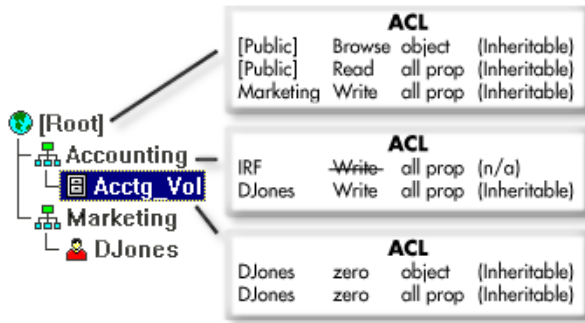 ACL
[Public] Browse object (Inheritable)
[Public] Read all prop (Inheritable)
Marketing Write all prop (Inheritable)
[Root]
Accounting
Acctg_Vol
Marketing
DJones
ACL
IRF Write all prop (n/a)
DJones Write all prop (Inheritable)
ACL
DJones zero object (Inheritable)
DJones zero all prop (Inheritable)